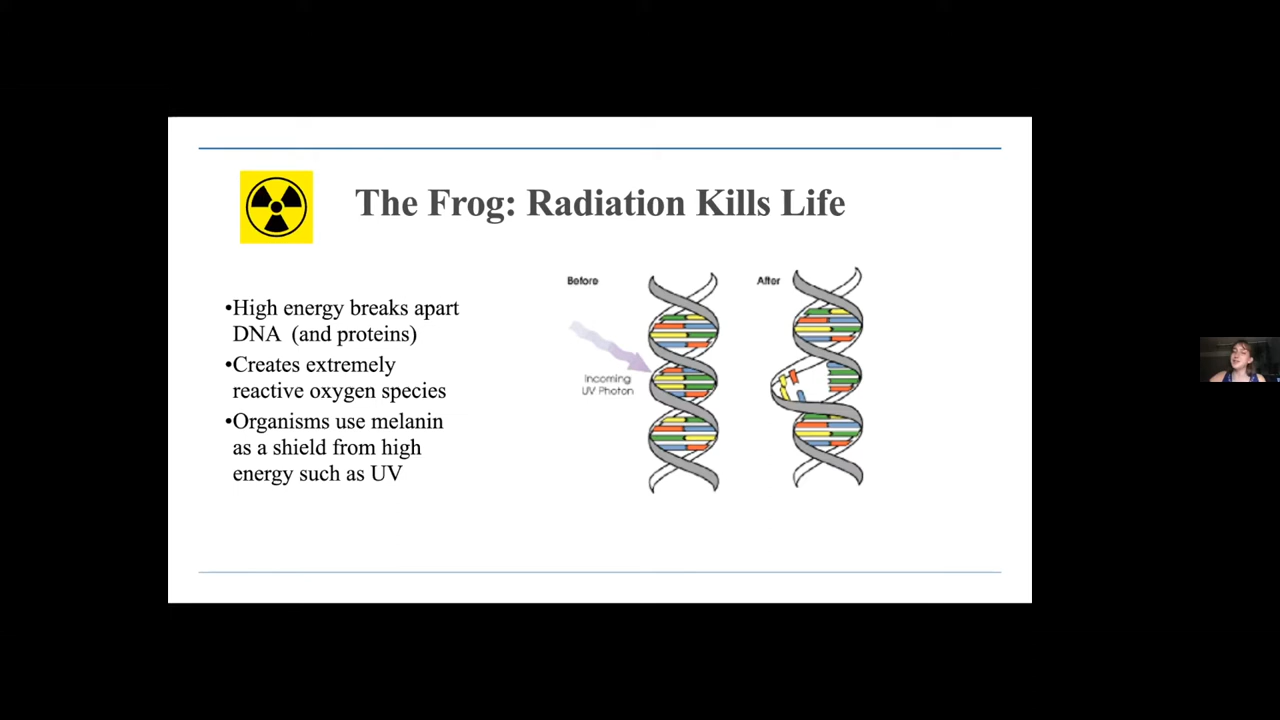 The Frog: Radiation Kills Life
•High energy breaks apart
DNA (and proteins)
•Creates extremely
reactive oxygen species
•Organisms use melanin
as a shield from high
energy such as UV
Before
After
Incoming
UV Photon